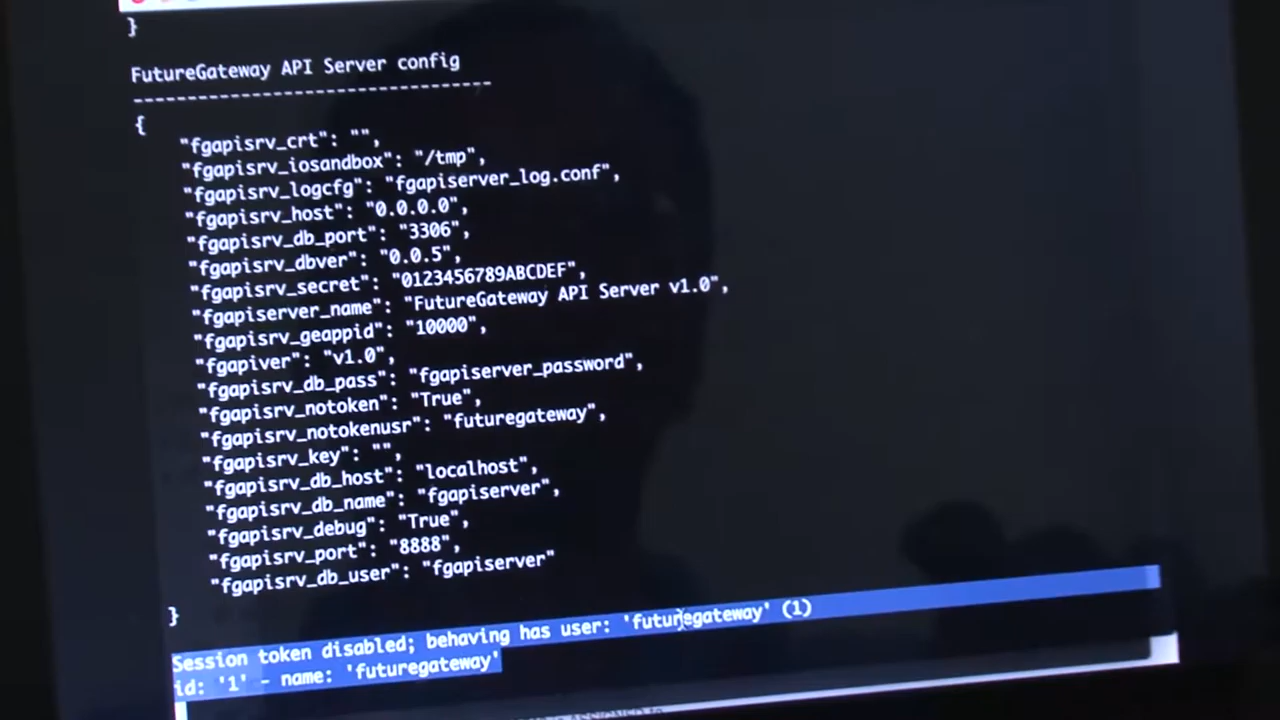 }
FutureGateway API Server config
---------------------------------
{
"fgapisrv_crt": "",
"fgapisrv_iosandbox": "/tmp",
"fgapisrv_logcfg": "fgapiserver_log.conf",
"fgapisrv_host": "0.0.0.0",
"fgapisrv_db_port": "3306",
"fgapisrv_dbver": "0.0.5",
"fgapisrv_secret": "0123456789ABCDEF",
"fgapiserver_name": "FutureGateway API Server v1.0",
"fgapisrv_geappid": "10000",
"fgapiver": "v1.0",
"fgapisrv_db_pass": "fgapiserver_password",
"fgapisrv_notoken": "True",
"fgapisrv_notokenusr": "futuregateway",
"fgapisrv_key": "",
"fgapisrv_db_host": "localhost",
"fgapisrv_db_name": "fgapiserver",
"fgapisrv_debug": "True",
"fgapisrv_port": "8888",
"fgapisrv_db_user": "fgapiserver"
}
Session token disabled; behaving has user: 'futuregateway' (1)
id: '1' - name: 'futuregateway'